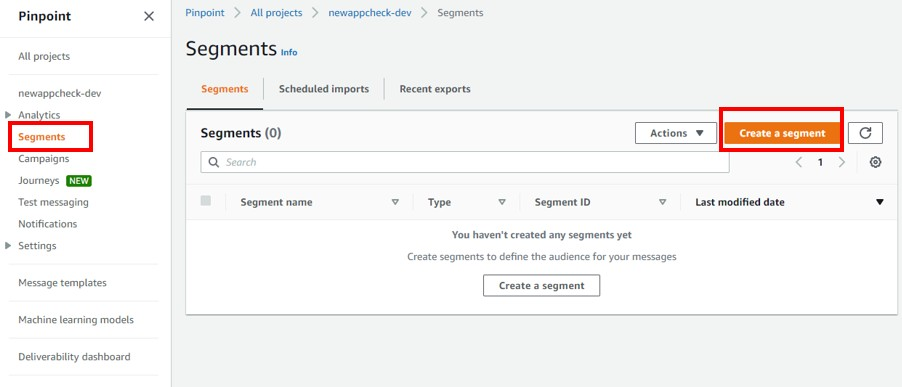 Pinpoint
All projects
newappcheck-dev
Analytics
Segments
Campaigns
Journeys NEW
Test messaging
Notifications
Settings
Message templates
Machine learning models
Deliverability dashboard
Pinpoint > All projects > newappcheck-dev > Segments
Segments Info
Segments Scheduled imports Recent exports
Segments (0) Actions Create a segment
Search 1
Segment name Type Segment ID Last modified date
You haven't created any segments yet
Create segments to define the audience for your messages
Create a segment